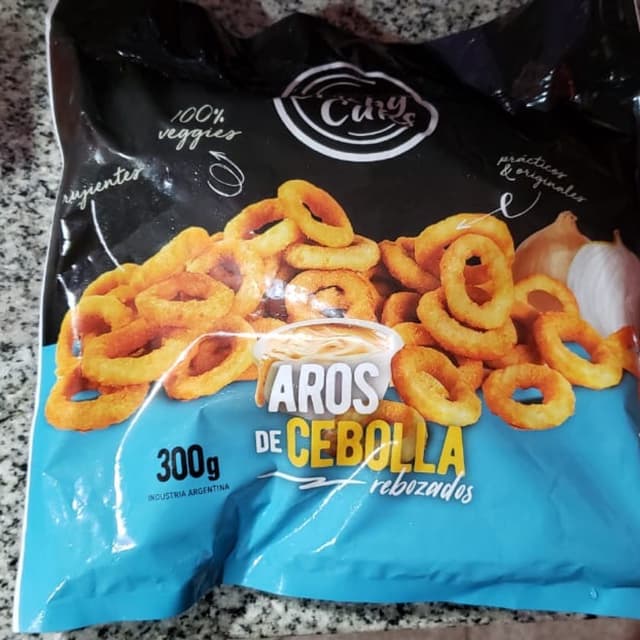 100%
veggies
crujientes
prácticos
& originales
AROS
DE CEBOLLA
rebozados
300g
INDUSTRIA ARGENTINA